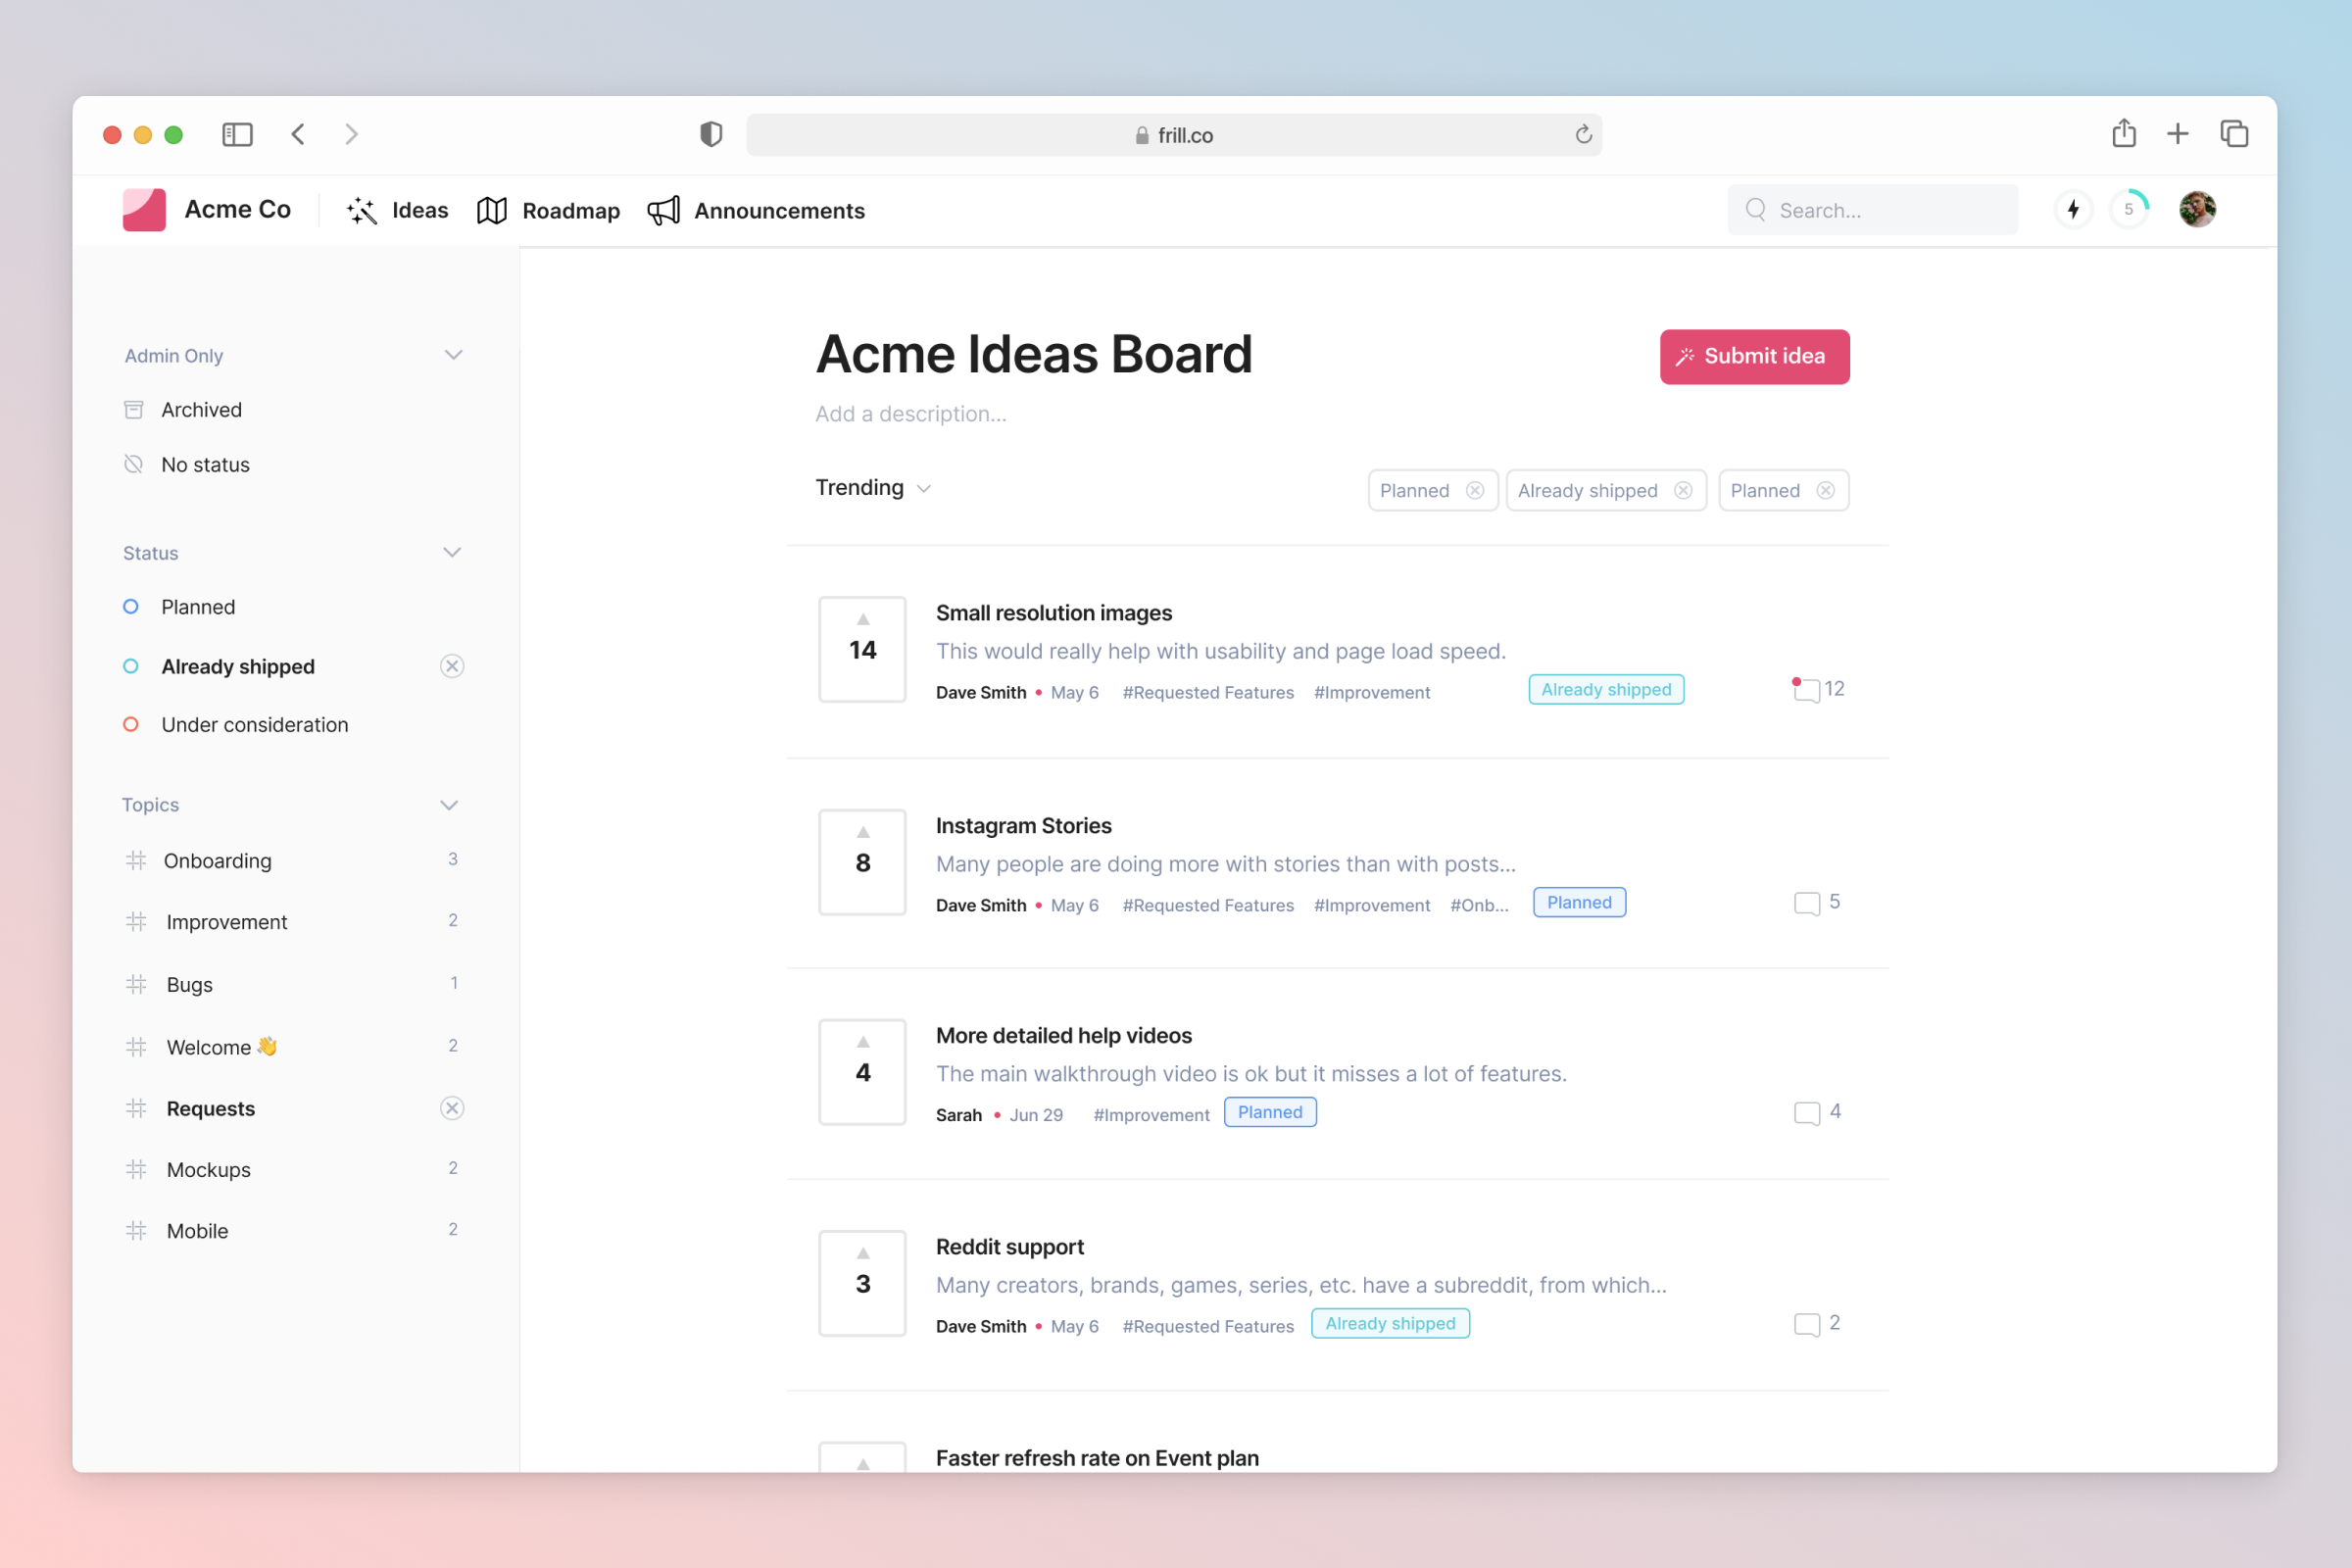 frill.co
Acme Co
Ideas
Roadmap
Announcements
Search...
5
Admin Only
Archived
No status
Status
Planned
Already shipped
Under consideration
Topics
Onboarding 3
Improvement 2
Bugs 1
Welcome 👋 2
Requests
Mockups 2
Mobile 2
Acme Ideas Board
Submit idea
Add a description...
Trending
Planned
Already shipped
Planned
14
Small resolution images
This would really help with usability and page load speed.
Dave Smith • May 6 #Requested Features #Improvement Already shipped 12
8
Instagram Stories
Many people are doing more with stories than with posts...
Dave Smith • May 6 #Requested Features #Improvement #Onb... Planned 5
4
More detailed help videos
The main walkthrough video is ok but it misses a lot of features.
Sarah • Jun 29 #Improvement Planned 4
3
Reddit support
Many creators, brands, games, series, etc. have a subreddit, from which...
Dave Smith • May 6 #Requested Features Already shipped 2
Faster refresh rate on Event plan